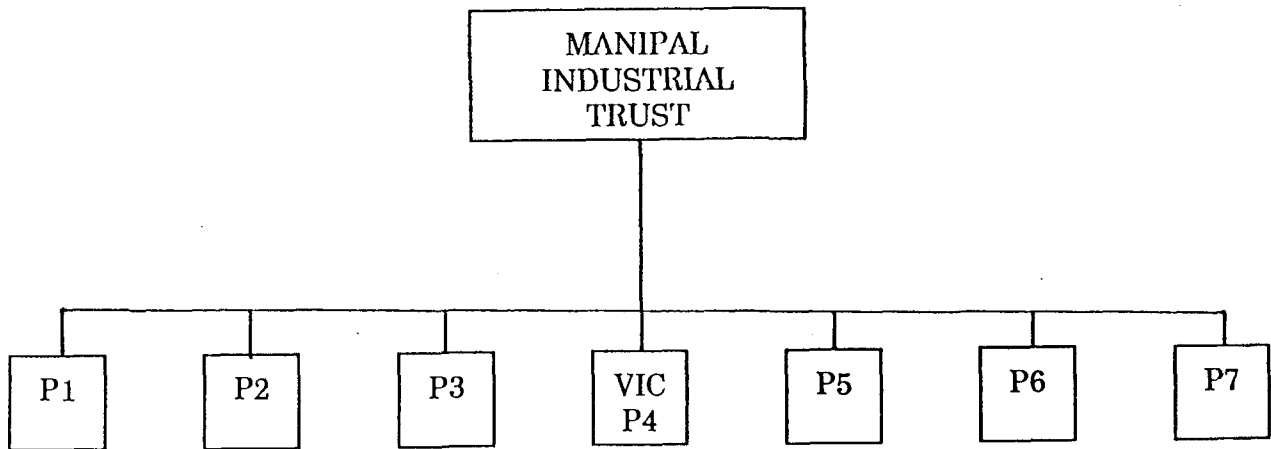 MANIPAL
INDUSTRIAL
TRUST
P1
P2
P3
VIC
P4
P5
P6
P7